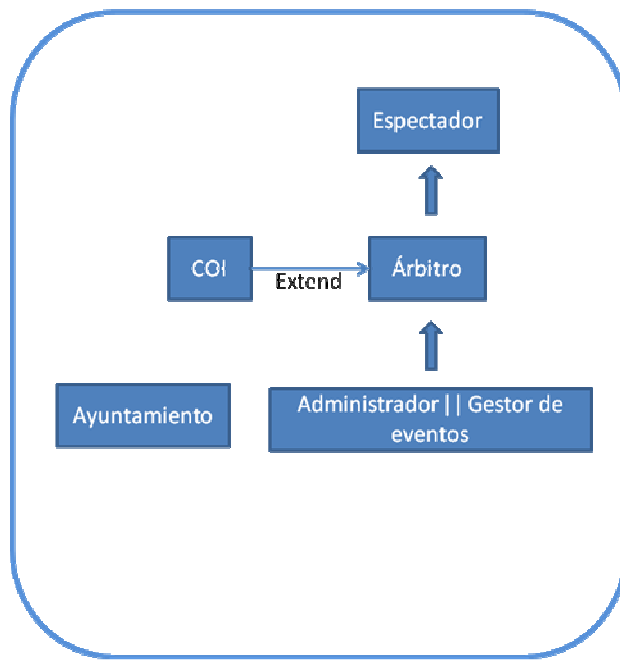 Espectador
COI
Extend
Árbitro
Ayuntamiento
Administrador || Gestor de
eventos